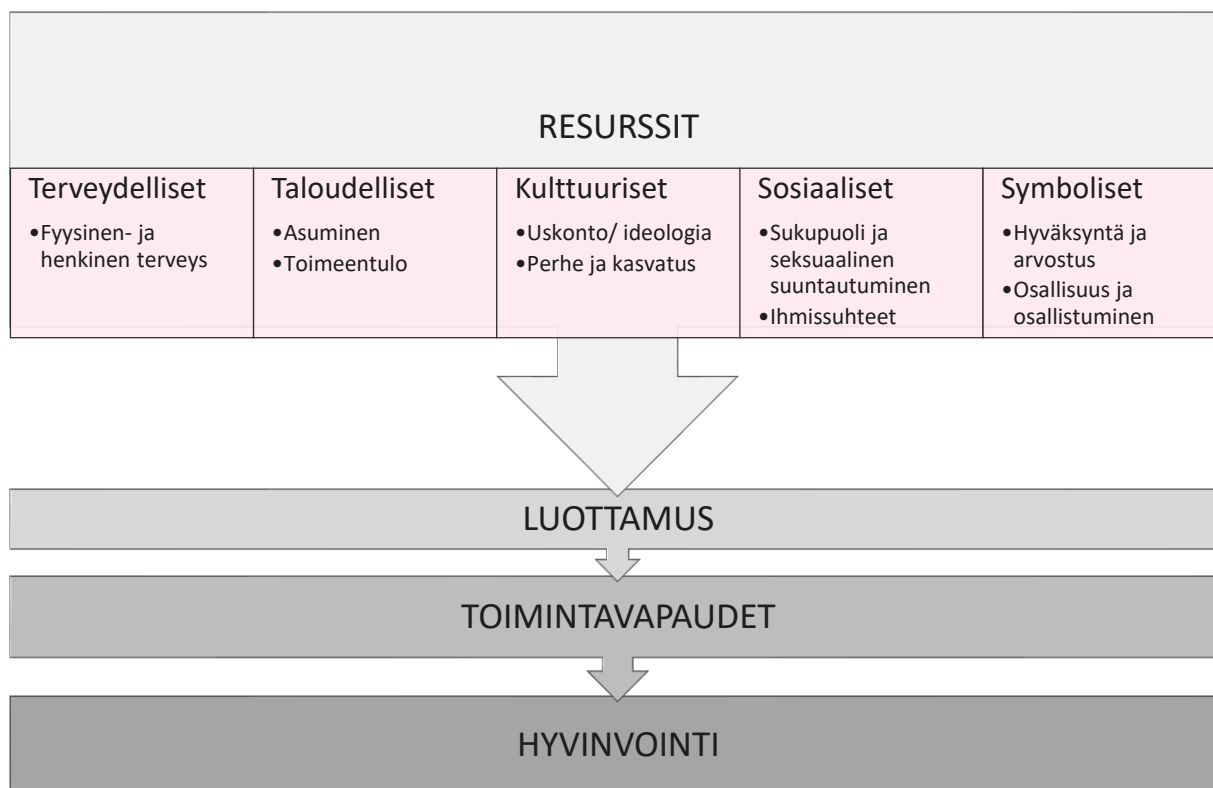 RESURSSIT
Terveydelliset
•Fyysinen- ja
henkinen terveys
Taloudelliset
•Asuminen
•Toimeentulo
Kulttuuriset
•Uskonto/ ideologia
•Perhe ja kasvatus
Sosiaaliset
•Sukupuoli ja
seksuaalinen
suuntautuminen
•Ihmissuhteet
Symboliset
•Hyväksyntä ja
arvostus
•Osallisuus ja
osallistuminen
LUOTTAMUS
TOIMINTAVAPAUDET
HYVINVOINTI